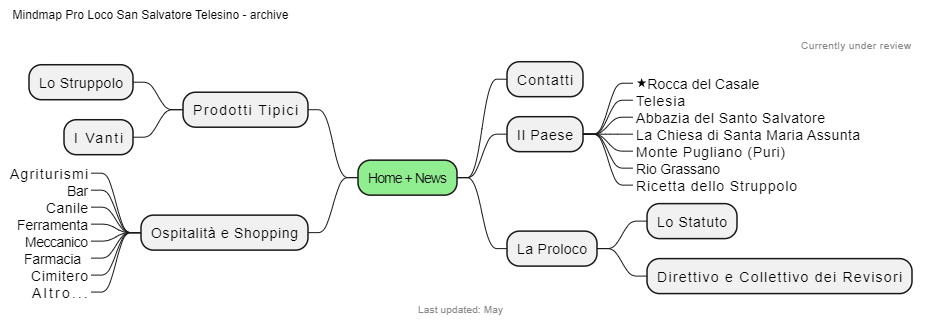 Mindmap Pro Loco San Salvatore Telesino - archive
Currently under review
Lo Struppolo
I Vanti
Prodotti Tipici
Agriturismi
Bar
Canile
Ferramenta
Meccanico
Farmacia
Cimitero
Altro...
Ospitalità e Shopping
Home + News
Contatti
Il Paese
★Rocca del Casale
Telesia
Abbazia del Santo Salvatore
La Chiesa di Santa Maria Assunta
Monte Pugliano (Puri)
Rio Grassano
Ricetta dello Struppolo
La Proloco
Lo Statuto
Direttivo e Collettivo dei Revisori
Last updated: May